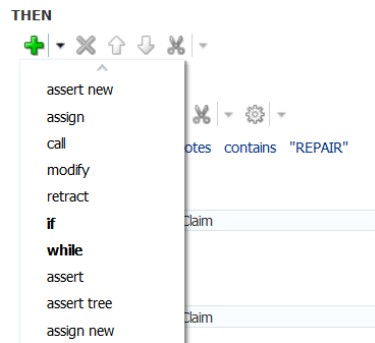 THEN
assert new
assign
call
otes contains "REPAIR"
modify
retract
if
Claim
while
assert
assert tree
Claim
assign new